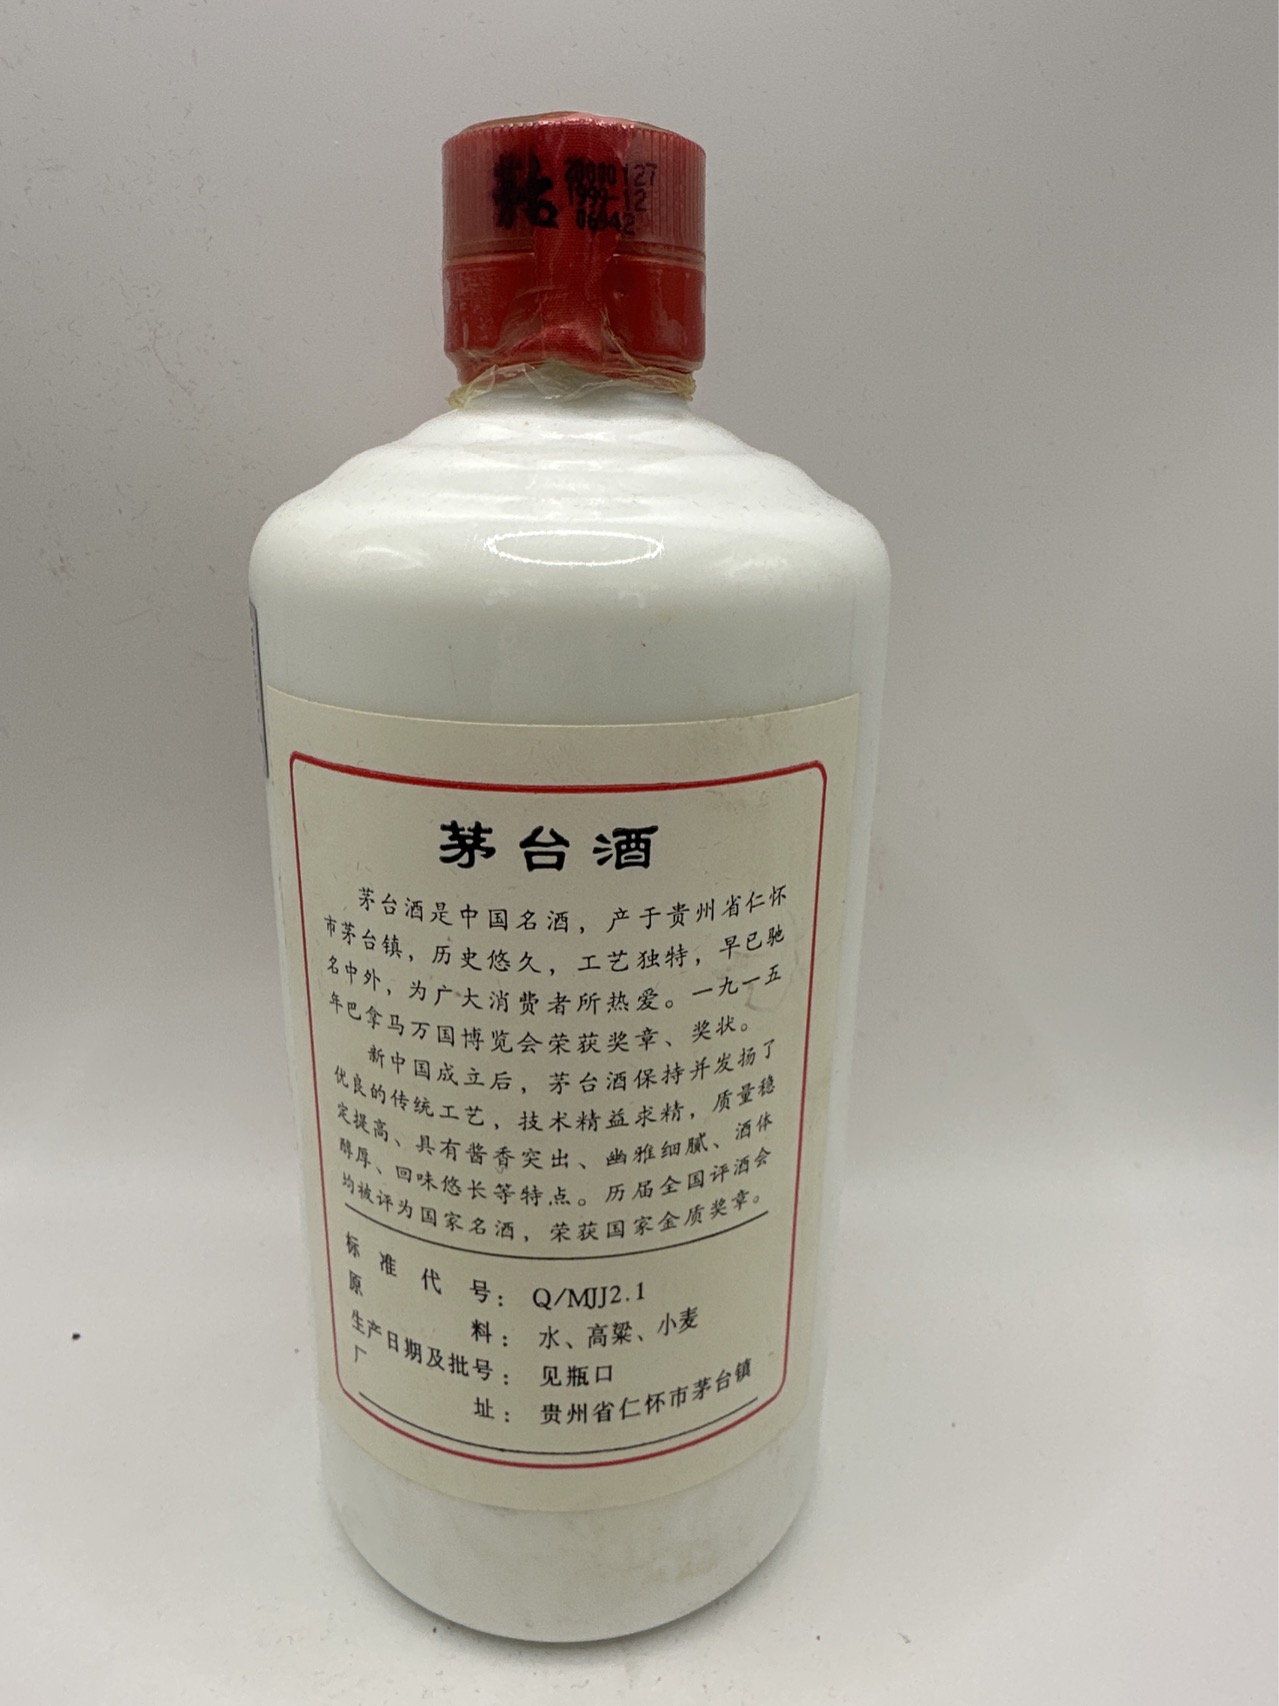 茅台
20000127
1999-12
06342
茅台酒
茅台酒是中国名酒，产于贵州省仁怀
市茅台镇，历史悠久，工艺独特，早已驰
名中外，为广大消费者所热爱。一九一五
年巴拿马万国博览会荣获奖章、奖状。
新中国成立后，茅台酒保持并发扬了
优良的传统工艺，技术精益求精，质量稳
定提高、具有酱香突出、幽雅细腻、酒体
醇厚、回味悠长等特点。历届全国评酒会
均被评为国家名酒，荣获国家金质奖章。
标准代号：Q/MJJ2.1
原料：水、高粱、小麦
生产日期及批号：见瓶口
厂址：贵州省仁怀市茅台镇